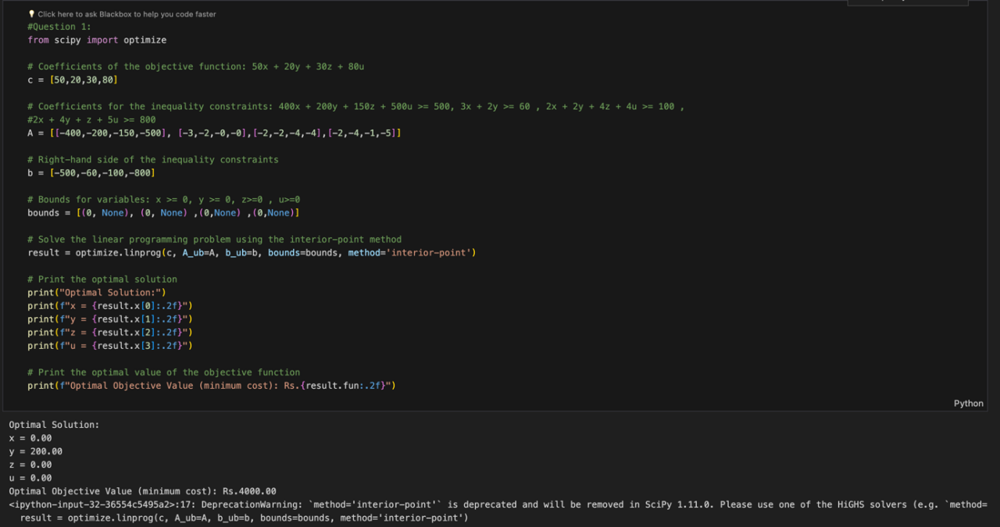 Click here to ask Blackbox to help you code faster
#Question 1:
from scipy import optimize
# Coefficients of the objective function: 50x + 20y + 30z + 80u
c = [50,20,30,80]
# Coefficients for the inequality constraints: 400x + 200y + 150z + 500u >= 500, 3x + 2y >= 60 , 2x + 2y + 4z + 4u >= 100 ,
#2x + 4y + z + 5u >= 800
A = [[-400,-200,-150,-500], [-3,-2,-0,-0],[-2,-2,-4,-4],[-2,-4,-1,-5]]
# Right-hand side of the inequality constraints
b = [-500,-60,-100,-800]
# Bounds for variables: x >= 0, y >= 0, z>=0 , u>=0
bounds = [(0, None), (0, None) ,(0,None) ,(0,None)]
# Solve the linear programming problem using the interior-point method
result = optimize.linprog(c, A_ub=A, b_ub=b, bounds=bounds, method='interior-point')
# Print the optimal solution
print("Optimal Solution:")
print(f"x = {result.x[0]:.2f}")
print(f"y = {result.x[1]:.2f}")
print(f"z = {result.x[2]:.2f}")
print(f"u = {result.x[3]:.2f}")
# Print the optimal value of the objective function
print(f"Optimal Objective Value (minimum cost): Rs.{result.fun:.2f}")
Python
Optimal Solution:
x = 0.00
y = 200.00
z = 0.00
u = 0.00
Optimal Objective Value (minimum cost): Rs.4000.00
<ipython-input-32-36554c5495a2>:17: DeprecationWarning: `method='interior-point'` is deprecated and will be removed in SciPy 1.11.0. Please use one of the HiGHS solvers (e.g. `method=
result = optimize.linprog(c, A_ub=A, b_ub=b, bounds=bounds, method='interior-point')